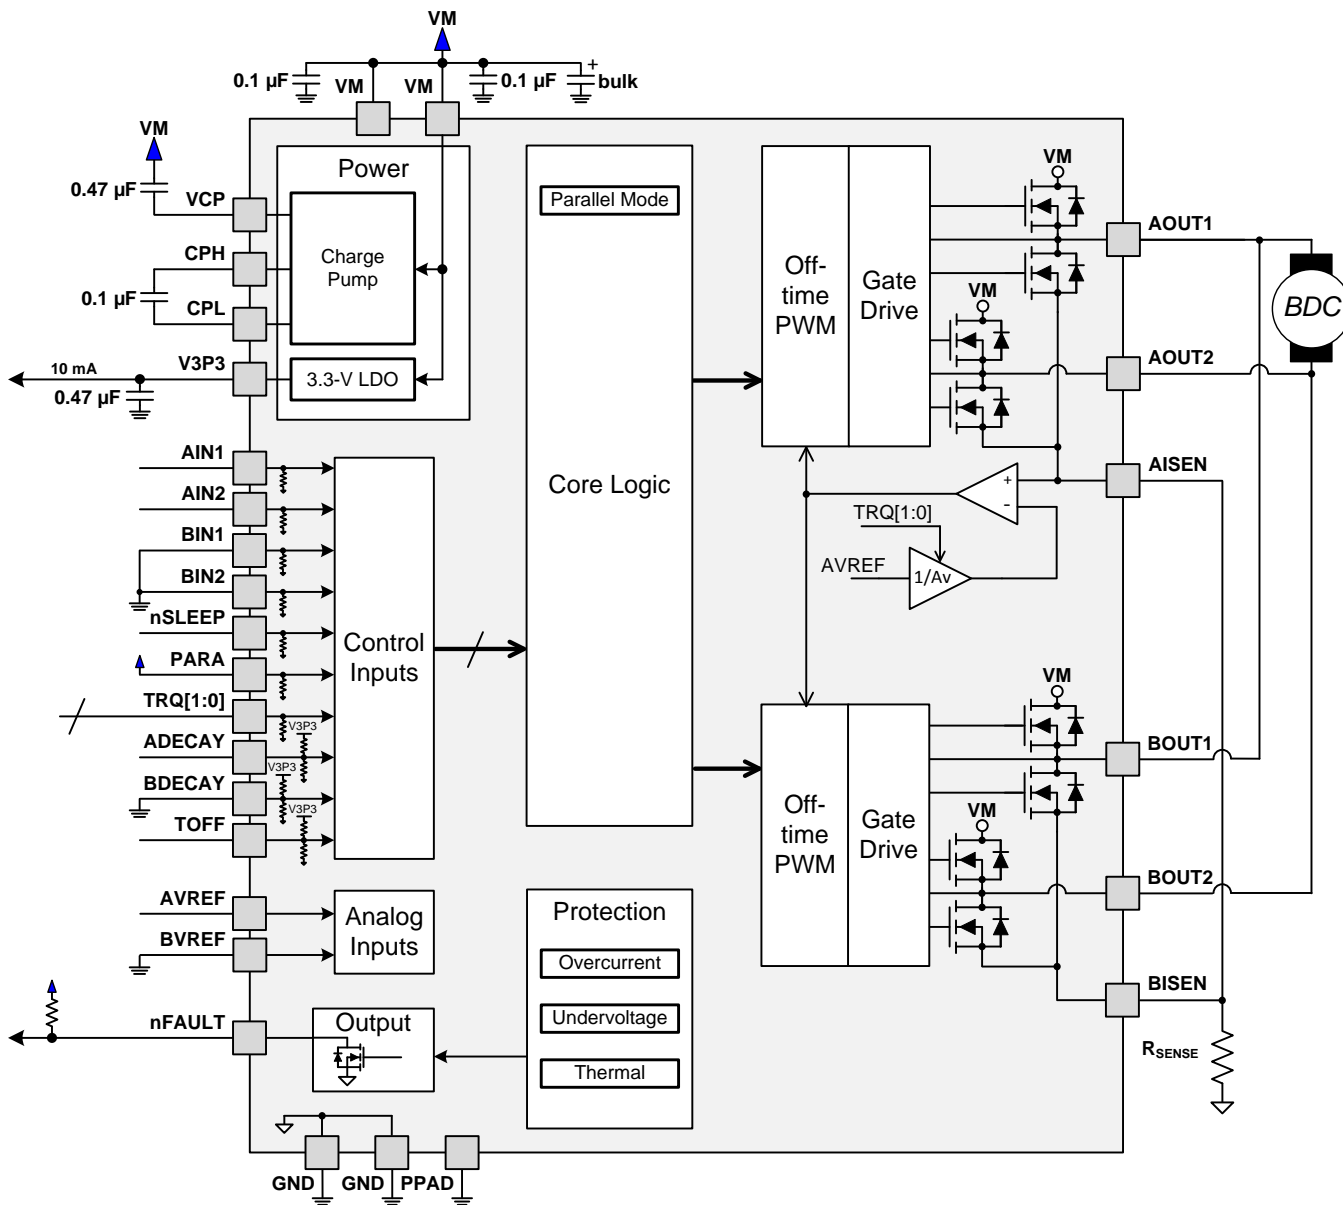 VM
0.1 µF
VM
VM
0.1 µF
+
bulk
VM
0.47 µF
VCP
CPH
0.1 µF
CPL
10 mA
V3P3
0.47 µF
Power
Charge
Pump
3.3-V LDO
AIN1
AIN2
BIN1
BIN2
nSLEEP
PARA
TRQ[1:0]
ADECAY
BDECAY
TOFF
V3P3
V3P3
V3P3
Control
Inputs
AVREF
BVREF
Analog
Inputs
nFAULT
Output
GND
GND
PPAD
Parallel Mode
Core Logic
Protection
Overcurrent
Undervoltage
Thermal
Off-
time
PWM
Gate
Drive
VM
VM
AOUT1
BDC
AOUT2
AISEN
+
-
TRQ[1:0]
AVREF
1/Av
Off-
time
PWM
Gate
Drive
VM
VM
BOUT1
BOUT2
BISEN
RSENSE